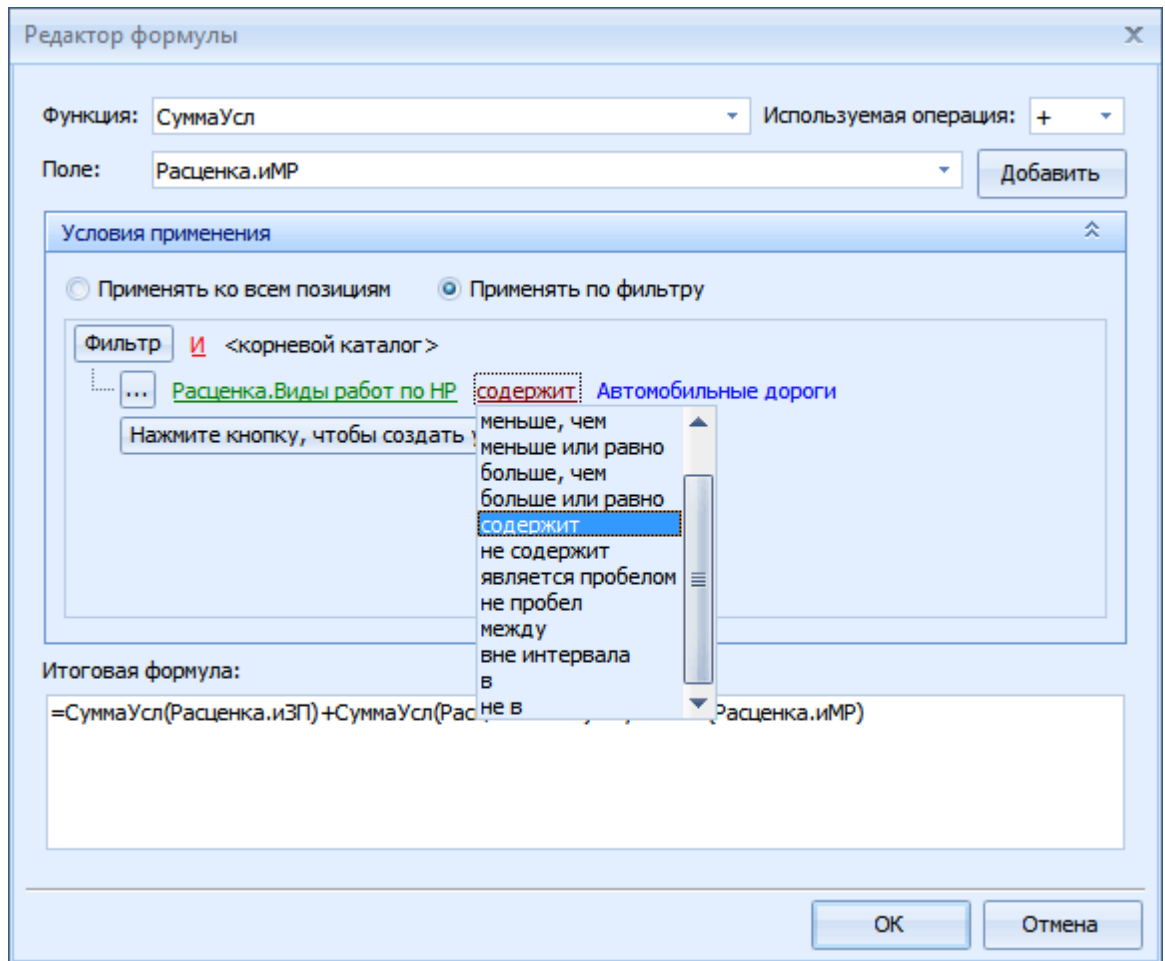 Редактор формулы
Функция: СуммаУсл Используемая операция: +
Поле: Расценка.иМР Добавить
Условия применения
Применять ко всем позициям Применять по фильтру
Фильтр И <корневой каталог>
... Расценка.Виды работ по НР содержит Автомобильные дороги
Нажмите кнопку, чтобы создать
меньше, чем
меньше или равно
больше, чем
больше или равно
содержит
не содержит
является пробелом
не пробел
между
вне интервала
в
не в
Итоговая формула:
=СуммаУсл(Расценка.иЗП)+СуммаУсл(Рас Расценка.иМР)
OK Отмена